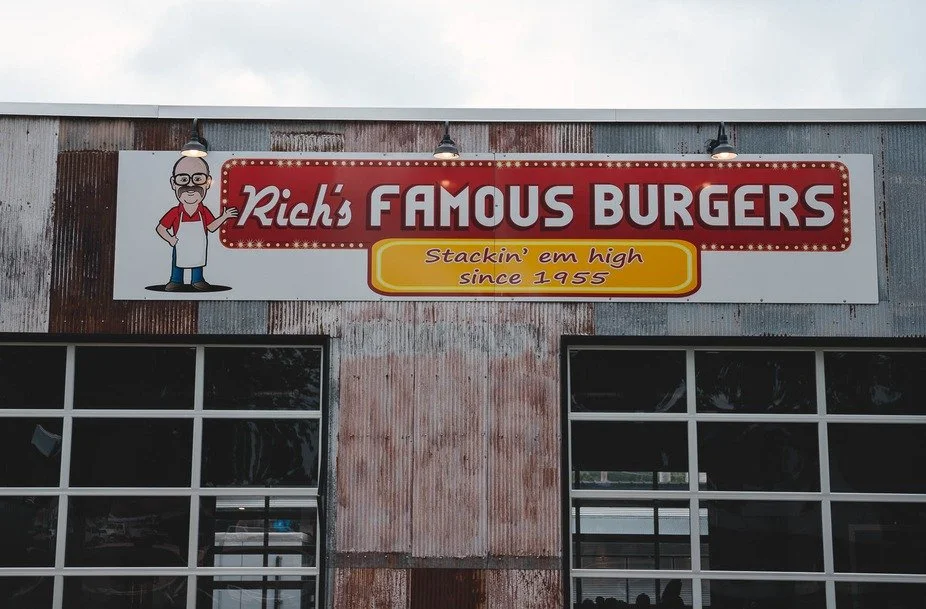 Rich's FAMOUS BURGERS
Stackin' em high
since 1955